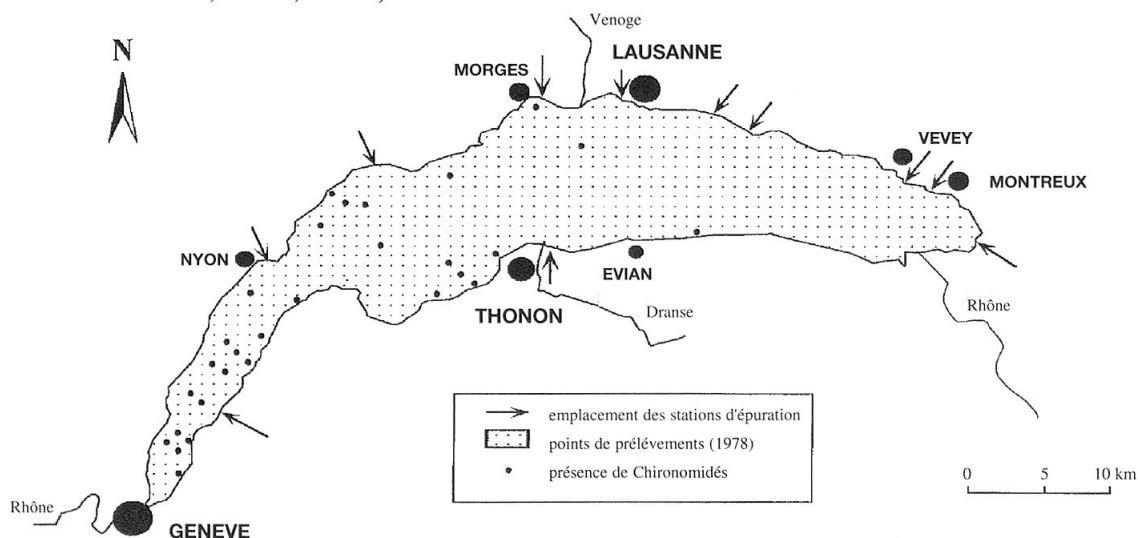 Venoge
N
LAUSANNE
MORGES
VEVEY
MONTREUX
NYON
EVIAN
THONON
Dranse
Rhône
emplacement des stations d'épuration
points de prélévements (1978)
présence de Chironomidés
0 5 10 km
Rhône
GENEVE